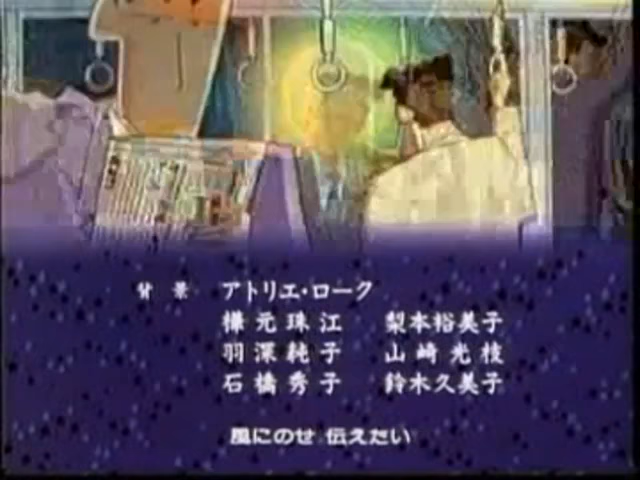 背景 アトリエ・ローク
樺元珠江 梨本裕美子
羽深純子 山崎光枝
石橋秀子 鈴木久美子
風にのせ 伝えたい